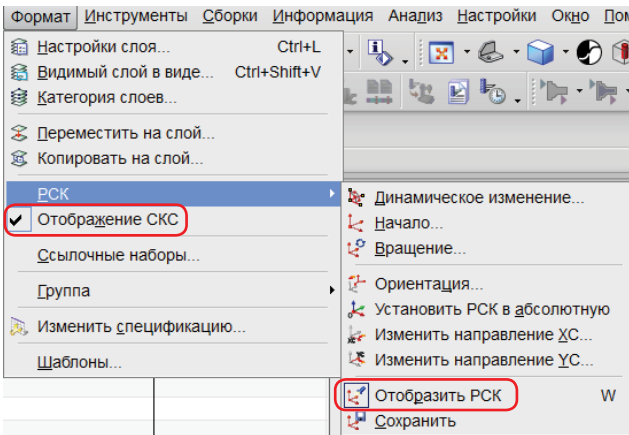 Формат Инструменты Сборки Информация Анализ Настройки Окно Пом
Настройки слоя... Ctrl+L
Видимый слой в виде... Ctrl+Shift+V
Категория слоев...
Переместить на слой...
Копировать на слой...
РСК
Отображение СКС
Ссылочные наборы...
Группа
Изменить спецификацию...
Шаблоны...
Динамическое изменение...
Начало...
Вращение...
Ориентация...
Установить РСК в абсолютную
Изменить направление XC...
Изменить направление YC...
Отобразить РСК W
Сохранить